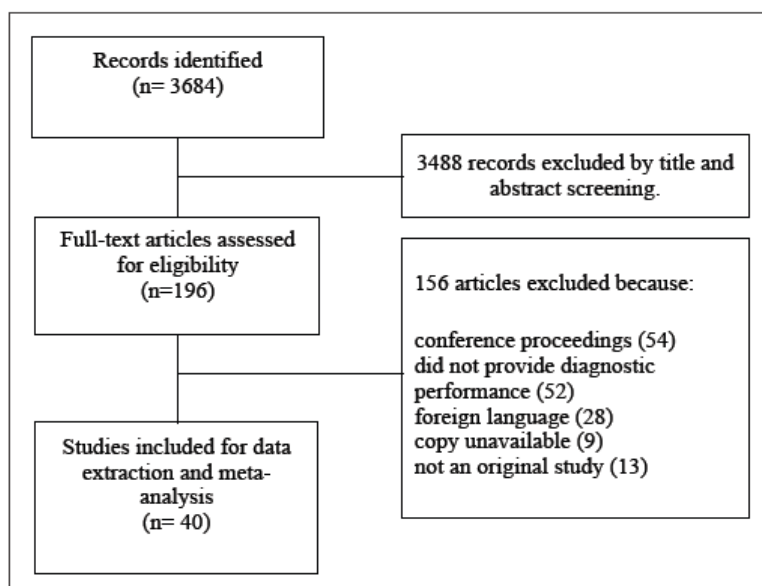 Records identified
(n= 3684)
3488 records excluded by title and
abstract screening.
Full-text articles assessed
for eligibility
(n=196)
156 articles excluded because:
conference proceedings (54)
did not provide diagnostic
performance (52)
foreign language (28)
copy unavailable (9)
not an original study (13)
Studies included for data
extraction and meta-
analysis
(n= 40)